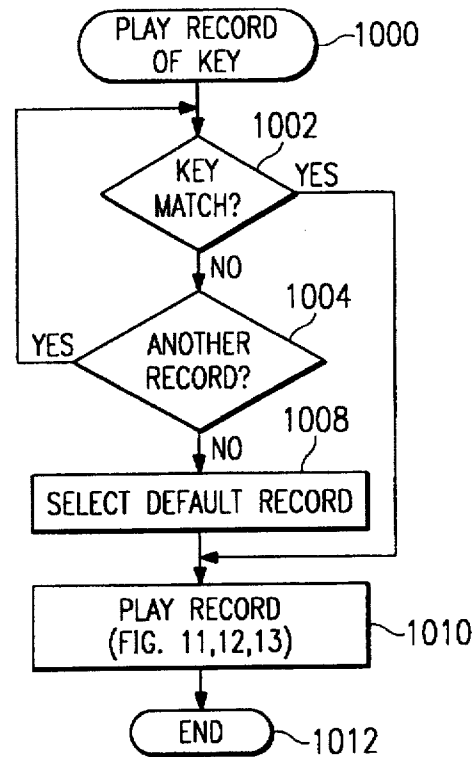 PLAY RECORD
OF KEY
1000
1002
KEY
MATCH?
YES
NO
1004
YES
ANOTHER
RECORD?
NO
1008
SELECT DEFAULT RECORD
PLAY RECORD
(FIG. 11,12,13)
1010
END
1012